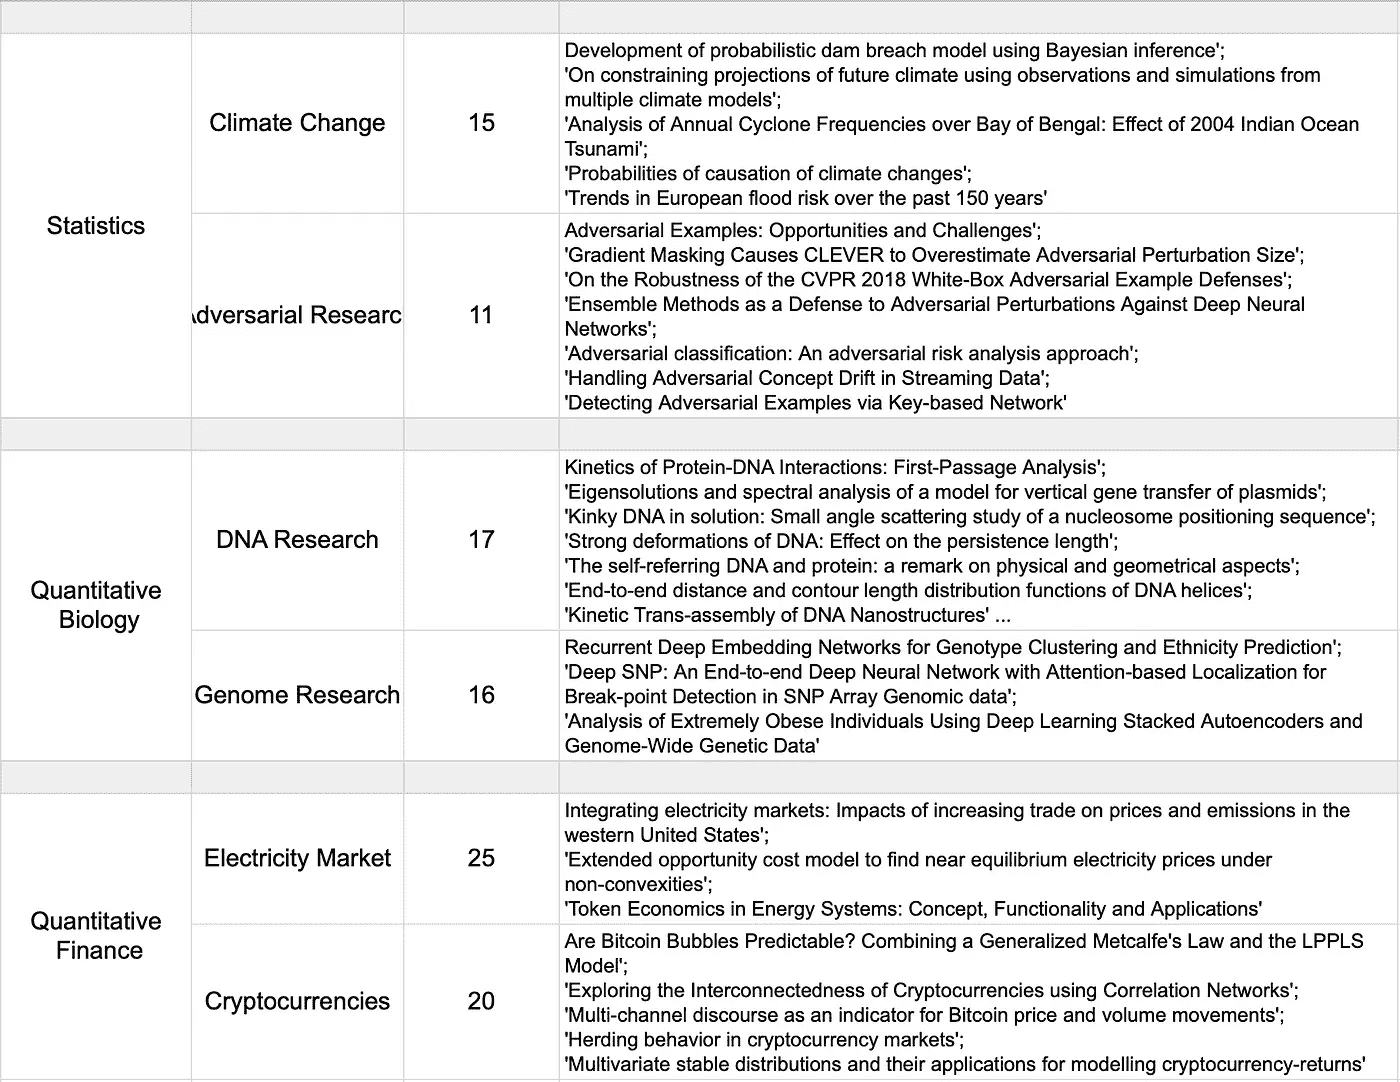 Statistics
Climate Change
15
Development of probabilistic dam breach model using Bayesian inference';
'On constraining projections of future climate using observations and simulations from
multiple climate models';
'Analysis of Annual Cyclone Frequencies over Bay of Bengal: Effect of 2004 Indian Ocean
Tsunami';
'Probabilities of causation of climate changes';
'Trends in European flood risk over the past 150 years'
dversarial Researc
11
Adversarial Examples: Opportunities and Challenges';
'Gradient Masking Causes CLEVER to Overestimate Adversarial Perturbation Size';
'On the Robustness of the CVPR 2018 White-Box Adversarial Example Defenses';
'Ensemble Methods as a Defense to Adversarial Perturbations Against Deep Neural
Networks';
'Adversarial classification: An adversarial risk analysis approach';
'Handling Adversarial Concept Drift in Streaming Data';
'Detecting Adversarial Examples via Key-based Network'
Quantitative
Biology
DNA Research
17
Kinetics of Protein-DNA Interactions: First-Passage Analysis';
'Eigensolutions and spectral analysis of a model for vertical gene transfer of plasmids';
'Kinky DNA in solution: Small angle scattering study of a nucleosome positioning sequence';
'Strong deformations of DNA: Effect on the persistence length';
'The self-referring DNA and protein: a remark on physical and geometrical aspects';
'End-to-end distance and contour length distribution functions of DNA helices';
'Kinetic Trans-assembly of DNA Nanostructures' ...
Genome Research
16
Recurrent Deep Embedding Networks for Genotype Clustering and Ethnicity Prediction';
'Deep SNP: An End-to-end Deep Neural Network with Attention-based Localization for
Break-point Detection in SNP Array Genomic data';
'Analysis of Extremely Obese Individuals Using Deep Learning Stacked Autoencoders and
Genome-Wide Genetic Data'
Quantitative
Finance
Electricity Market
25
Integrating electricity markets: Impacts of increasing trade on prices and emissions in the
western United States';
'Extended opportunity cost model to find near equilibrium electricity prices under
non-convexities';
'Token Economics in Energy Systems: Concept, Functionality and Applications'
Cryptocurrencies
20
Are Bitcoin Bubbles Predictable? Combining a Generalized Metcalfe's Law and the LPPLS
Model';
'Exploring the Interconnectedness of Cryptocurrencies using Correlation Networks';
'Multi-channel discourse as an indicator for Bitcoin price and volume movements';
'Herding behavior in cryptocurrency markets';
'Multivariate stable distributions and their applications for modelling cryptocurrency-returns'